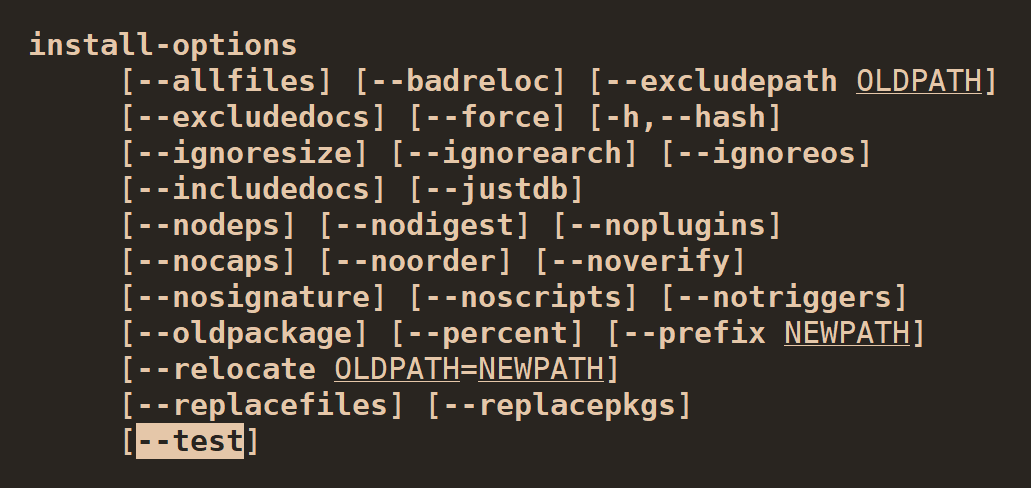 install-options
[--allfiles] [--badreloc] [--excludepath OLDPATH]
[--excludedocs] [--force] [-h,--hash]
[--ignoresize] [--ignorearch] [--ignoreos]
[--includedocs] [--justdb]
[--nodeps] [--nodigest] [--noplugins]
[--nocaps] [--noorder] [--noverify]
[--nosignature] [--noscripts] [--notriggers]
[--oldpackage] [--percent] [--prefix NEWPATH]
[--relocate OLDPATH=NEWPATH]
[--replacefiles] [--replacepkgs]
[--test]